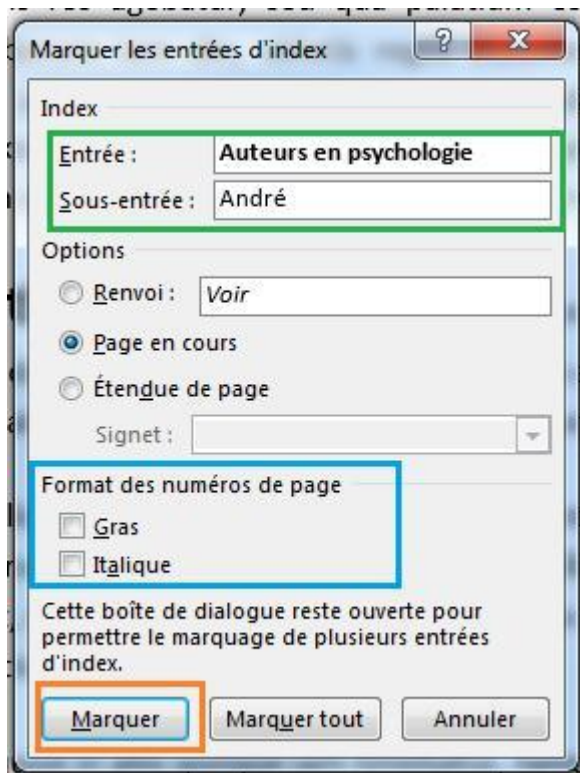 Marquer les entrées d'index
Index
Entrée : Auteurs en psychologie
Sous-entrée : André
Options
Renvoi : Voir
Page en cours
Étendue de page
Signet :
Format des numéros de page
Gras
Italique
Cette boîte de dialogue reste ouverte pour
permettre le marquage de plusieurs entrées
d'index.
Marquer Marquer tout Annuler